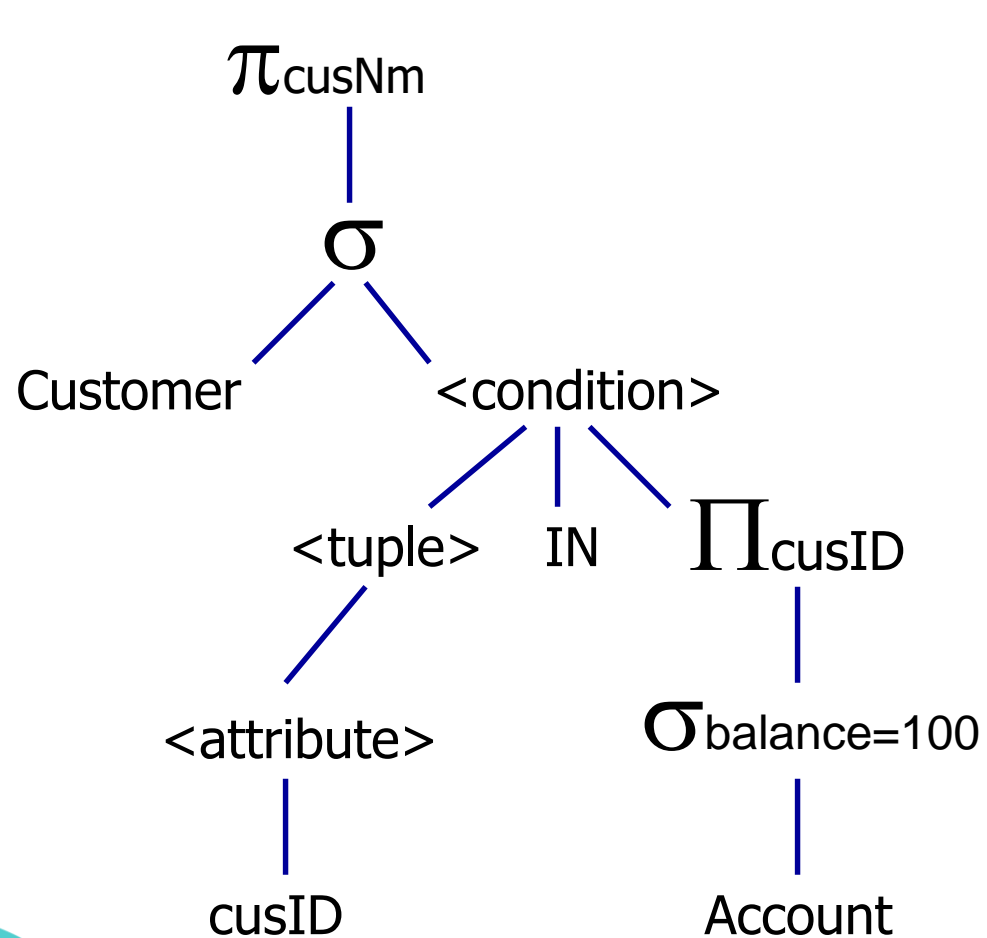 πcusNm
σ
Customer <condition>
<tuple> IN ΠcusID
<attribute> σbalance=100
cusID Account